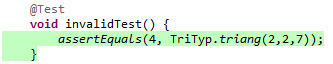 @Test
void invalidTest() {
assertEquals(4, TriTyp.triang(2,2,7));
}